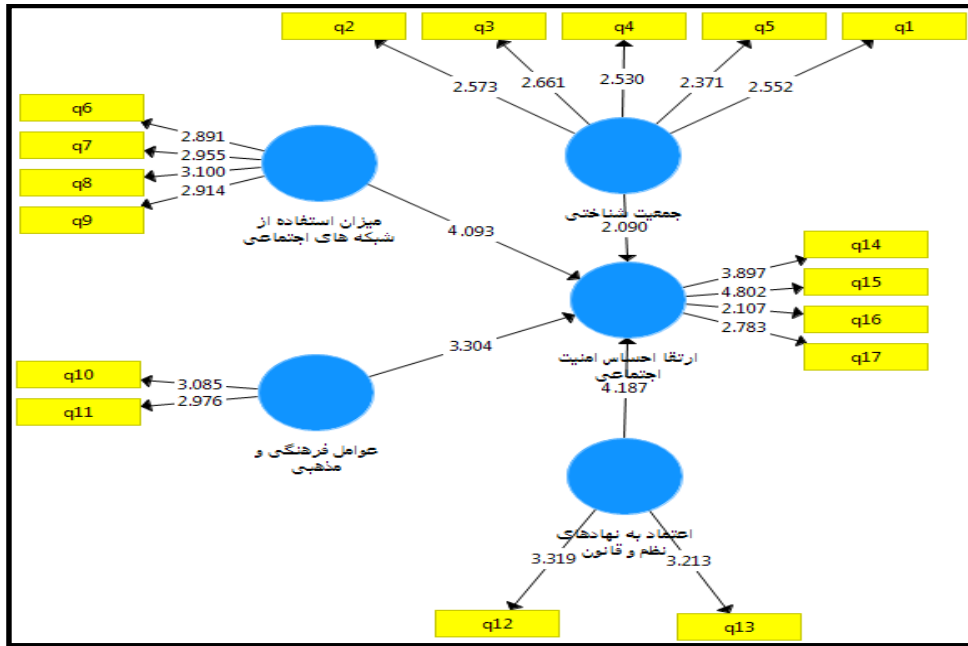 q2
q3
q4
q5
q1
2.573
2.661
2.530
2.371
2.552
q6
q7
q8
q9
2.891
2.955
3.100
2.914
میزان استفاده از
شبکه های اجتماعی
جمعیت شناختی
2.090
4.093
q14
q15
q16
q17
3.897
4.802
2.107
2.783
3.304
ارتقا احساس امنیت
اجتماعی
4.187
q10
q11
3.085
2.976
عوامل فرهنگی و
مذهبی
اعتماد به نهادهای
نظم و قانون
3.319
3.213
q12
q13